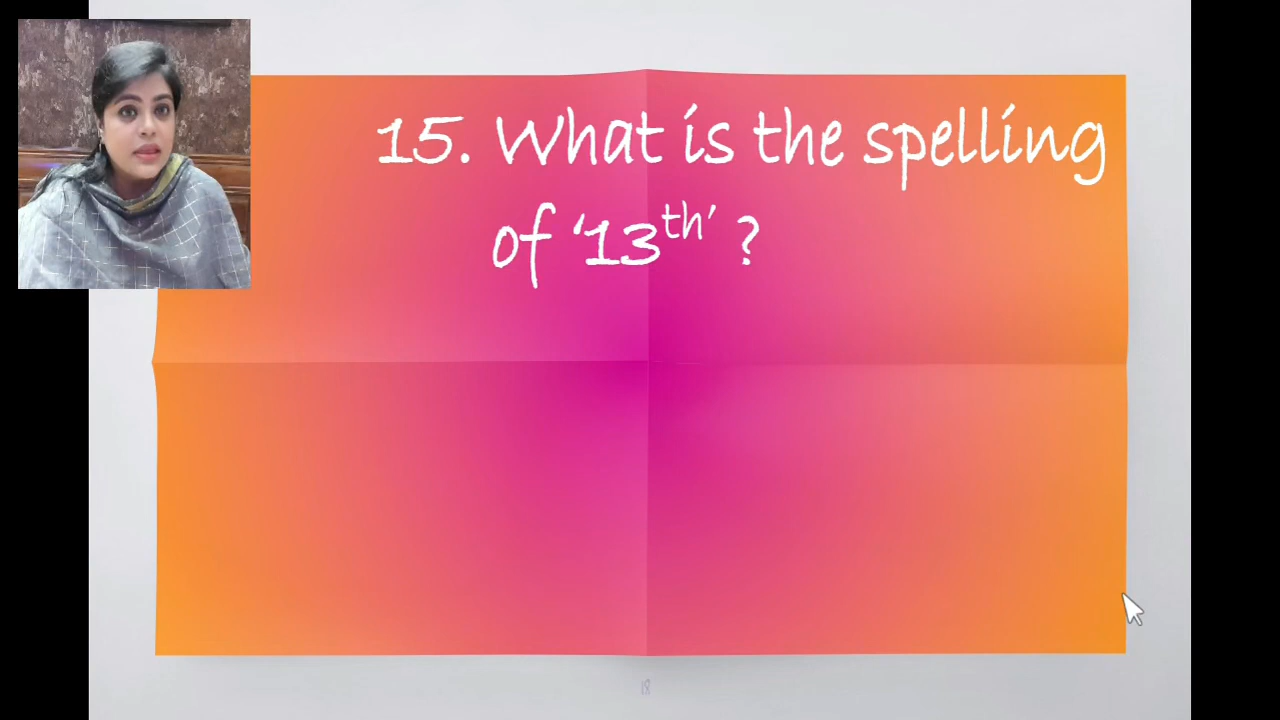 15. What is the spelling
of ‘13th’ ?